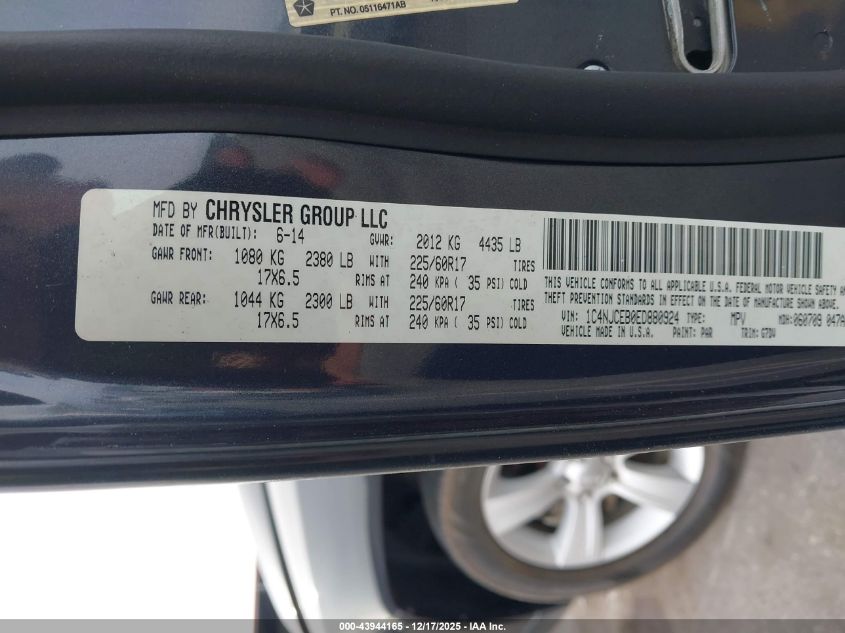 PT. NO. 05116471AB
MFD BY CHRYSLER GROUP LLC
DATE OF MFR(BUILT): 6-14 GVWR: 2012 KG 4435 LB
GAWR FRONT: 1080 KG 2380 LB WITH 225/60R17 TIRES
17X6.5 RIMS AT 240 KPA ( 35 PSI) COLD
GAWR REAR: 1044 KG 2300 LB WITH 225/60R17 TIRES
17X6.5 RIMS AT 240 KPA ( 35 PSI) COLD
THIS VEHICLE CONFORMS TO ALL APPLICABLE U.S.A. FEDERAL MOTOR VEHICLE SAFETY AN
THEFT PREVENTION STANDARDS IN EFFECT ON THE DATE OF MANUFACTURE SHOWN ABOVE.
VIN: 1C4NJCEB0ED880924 TYPE: MPV MDH: 060709 047A
VEHICLE MADE IN U.S.A. PAINT: PAR TRIM: G7DV
000-43944165 - 12/17/2025 - IAA Inc.